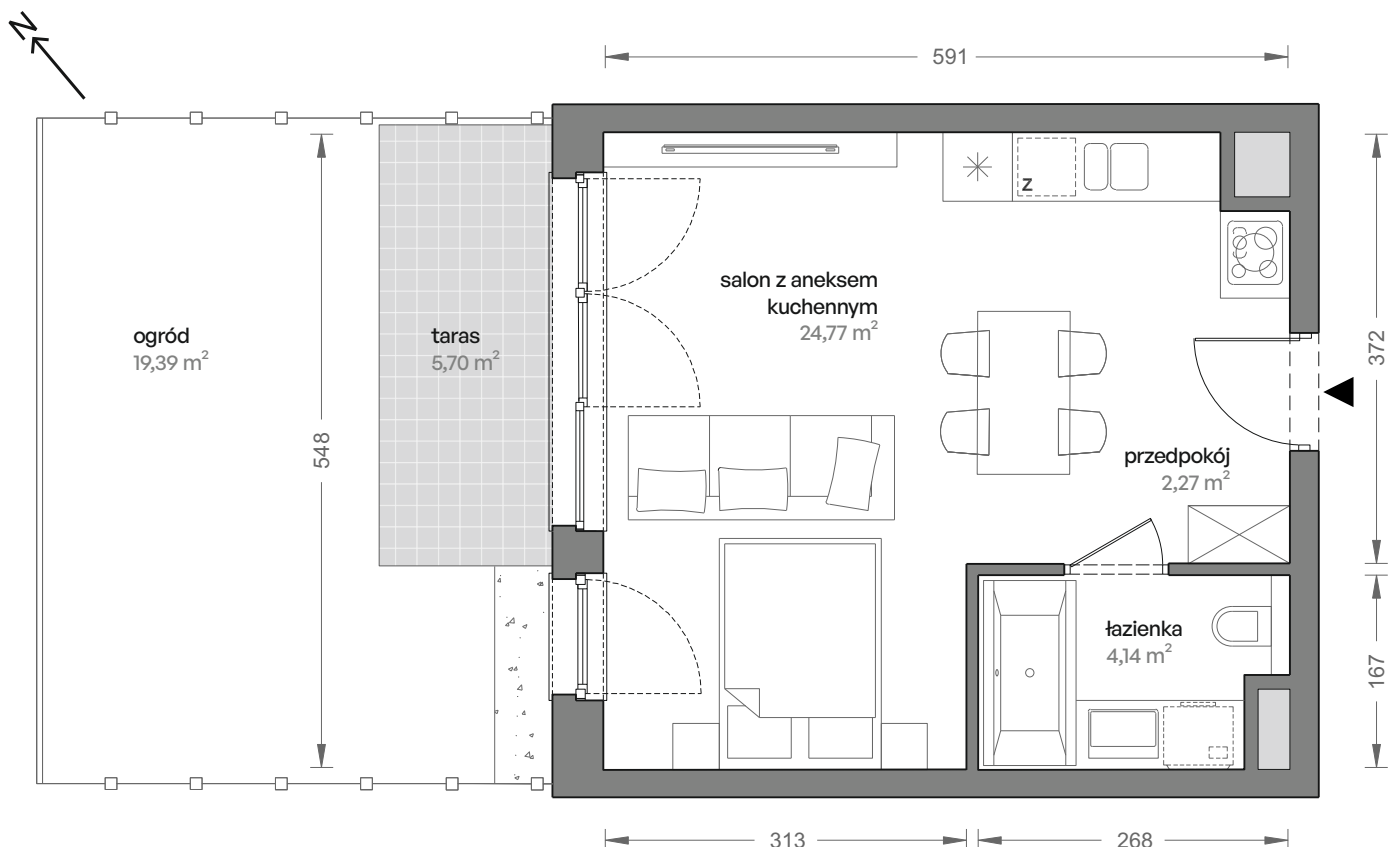 N
591
Z
salon z aneksem
kuchennym
24,77 m²
ogród
19,39 m²
taras
5,70 m²
372
548
przedpokój
2,27 m²
łazienka
4,14 m²
167
313
268